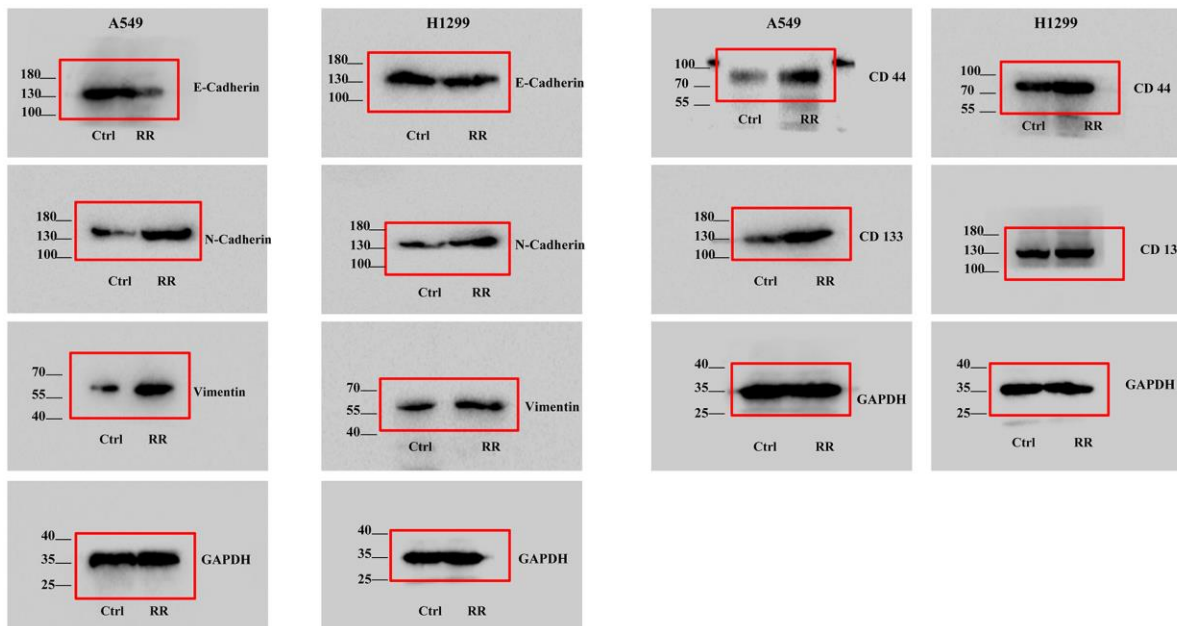 A549
180
130
100
E-Cadherin
Ctrl RR
180
130
100
N-Cadherin
Ctrl RR
70
55
40
Vimentin
Ctrl RR
40
35
25
GAPDH
Ctrl RR
H1299
180
130
100
E-Cadherin
Ctrl RR
180
130
100
N-Cadherin
Ctrl RR
70
55
40
Vimentin
Ctrl RR
40
35
25
GAPDH
Ctrl RR
A549
100
70
55
CD 44
Ctrl RR
180
130
100
CD 133
Ctrl RR
40
35
25
GAPDH
Ctrl RR
H1299
100
70
55
CD 44
Ctrl RR
180
130
100
CD 13
Ctrl RR
40
35
25
GAPDH
Ctrl RR